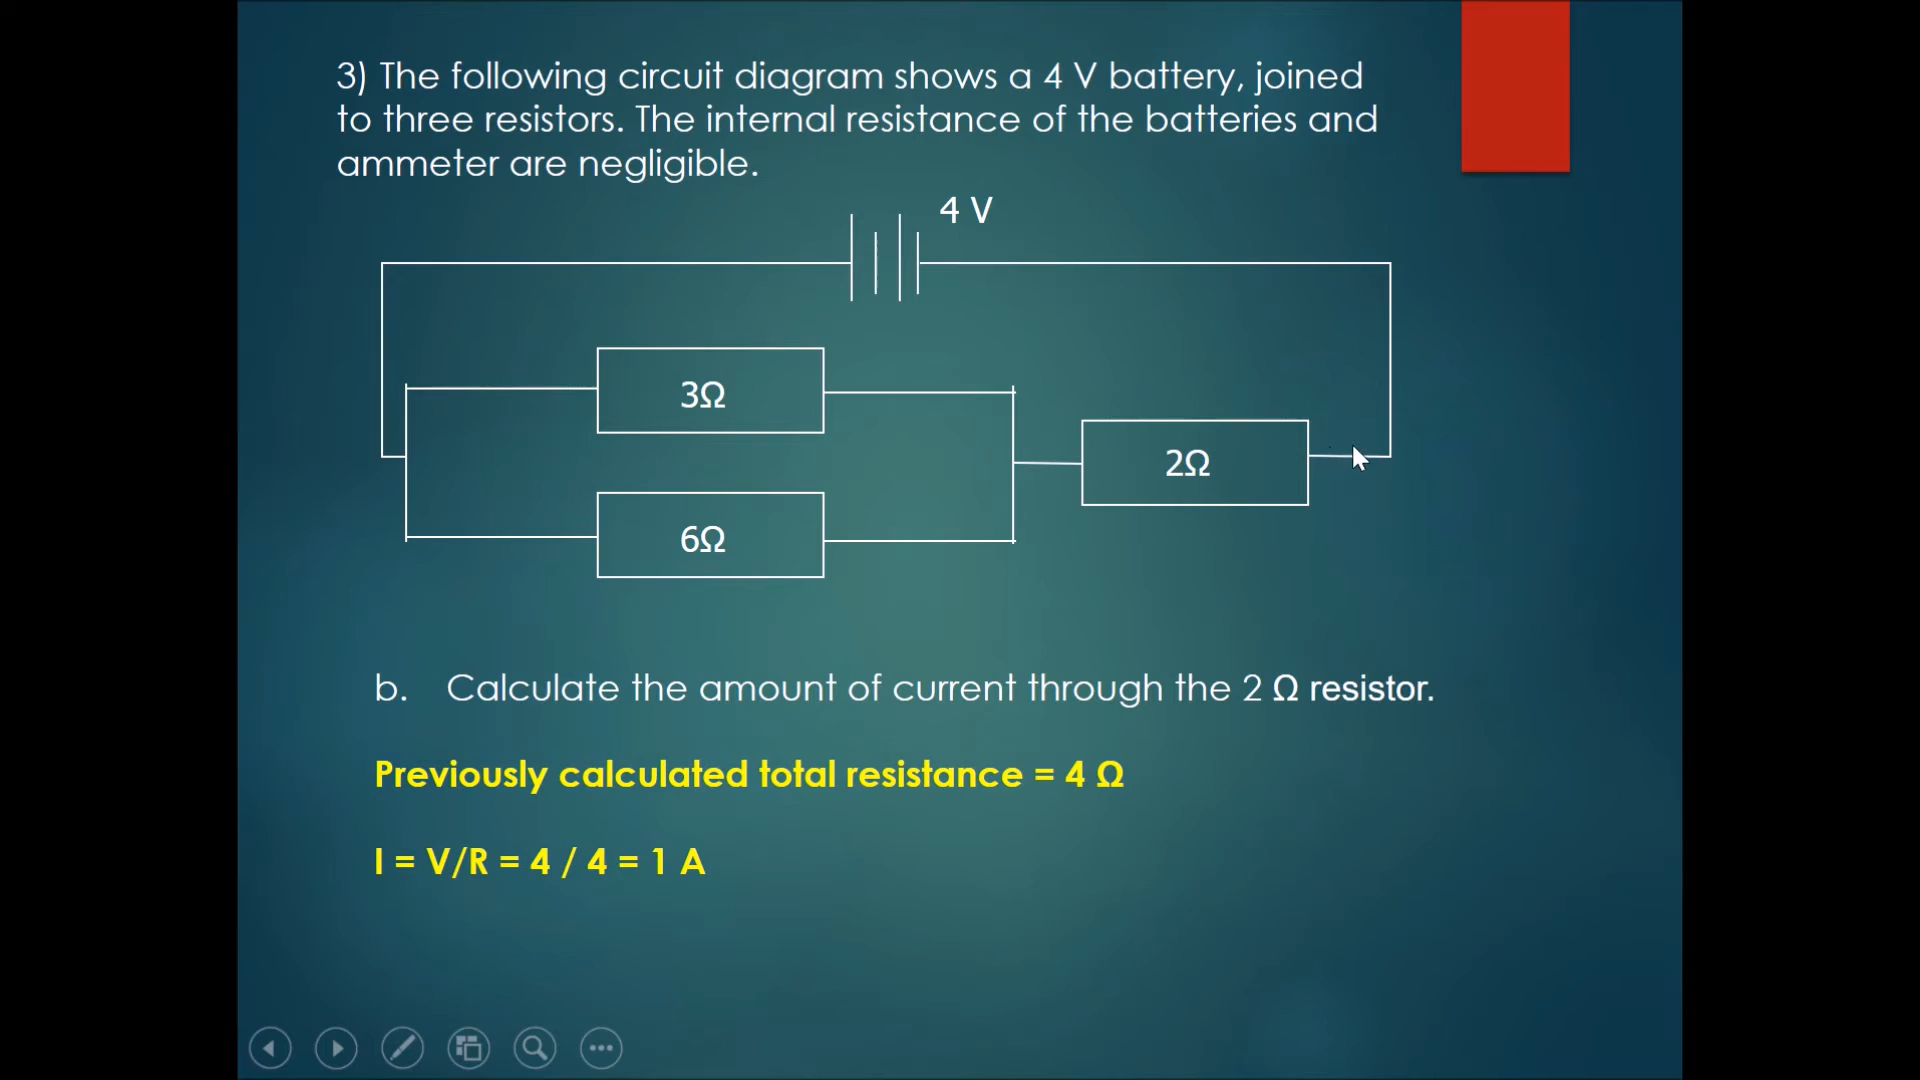 3) The following circuit diagram shows a 4 V battery, joined
to three resistors. The internal resistance of the batteries and
ammeter are negligible.
4 V
3Ω
2Ω
6Ω
b. Calculate the amount of current through the 2 Ω resistor.
Previously calculated total resistance = 4 Ω
I = V/R = 4 / 4 = 1 A